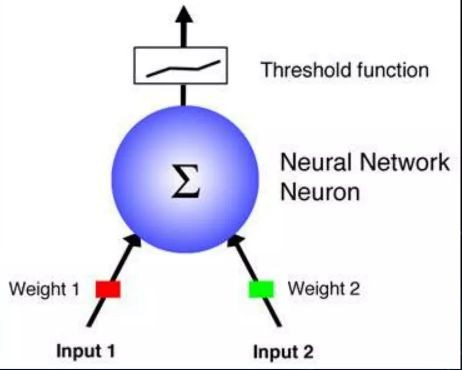 Threshold function
Σ
Neural Network
Neuron
Weight 1
Weight 2
Input 1
Input 2